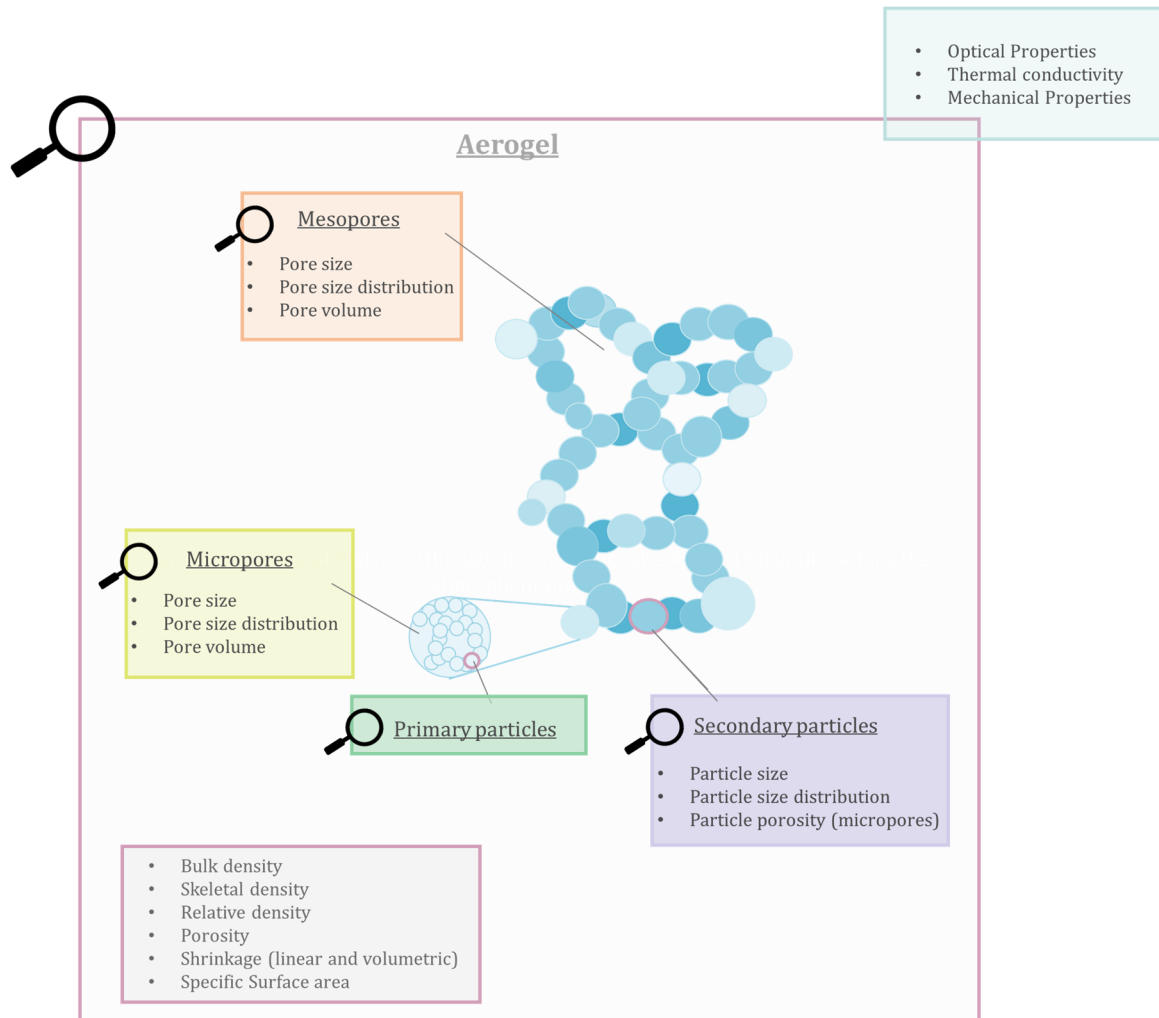 Optical Properties
Thermal conductivity
Mechanical Properties
Aerogel
Mesopores
Pore size
Pore size distribution
Pore volume
Micropores
Pore size
Pore size distribution
Pore volume
Primary particles
Secondary particles
Particle size
Particle size distribution
Particle porosity (micropores)
Bulk density
Skeletal density
Relative density
Porosity
Shrinkage (linear and volumetric)
Specific Surface area